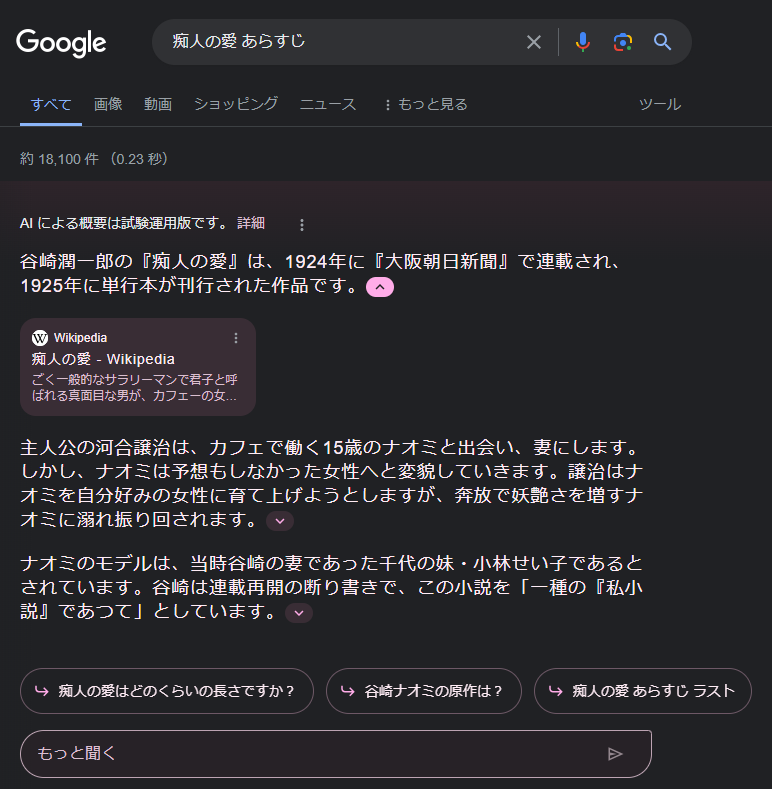 Google
痴人の愛 あらすじ
すべて 画像 動画 ショッピング ニュース もっと見る ツール
約 18,100 件 （0.23 秒）
AI による概要は試験運用版です。 詳細
谷崎潤一郎の『痴人の愛』は、1924年に『大阪朝日新聞』で連載され、
1925年に単行本が刊行された作品です。
W Wikipedia
痴人の愛 - Wikipedia
ごく一般的なサラリーマンで君子と呼
ばれる真面目な男が、カフェーの女...
主人公の河合譲治は、カフェで働く15歳のナオミと出会い、妻にします。
しかし、ナオミは予想もしなかった女性へと変貌していきます。譲治はナ
オミを自分好みの女性に育て上げようとしますが、奔放で妖艶さを増すナ
オミに溺れ振り回されます。
ナオミのモデルは、当時谷崎の妻であった千代の妹・小林せい子であると
されています。谷崎は連載再開の断り書きで、この小説を「一種の『私小
説』であつて」としています。
痴人の愛はどのくらいの長さですか？ 谷崎ナオミの原作は？ 痴人の愛 あらすじ ラスト
もっと聞く